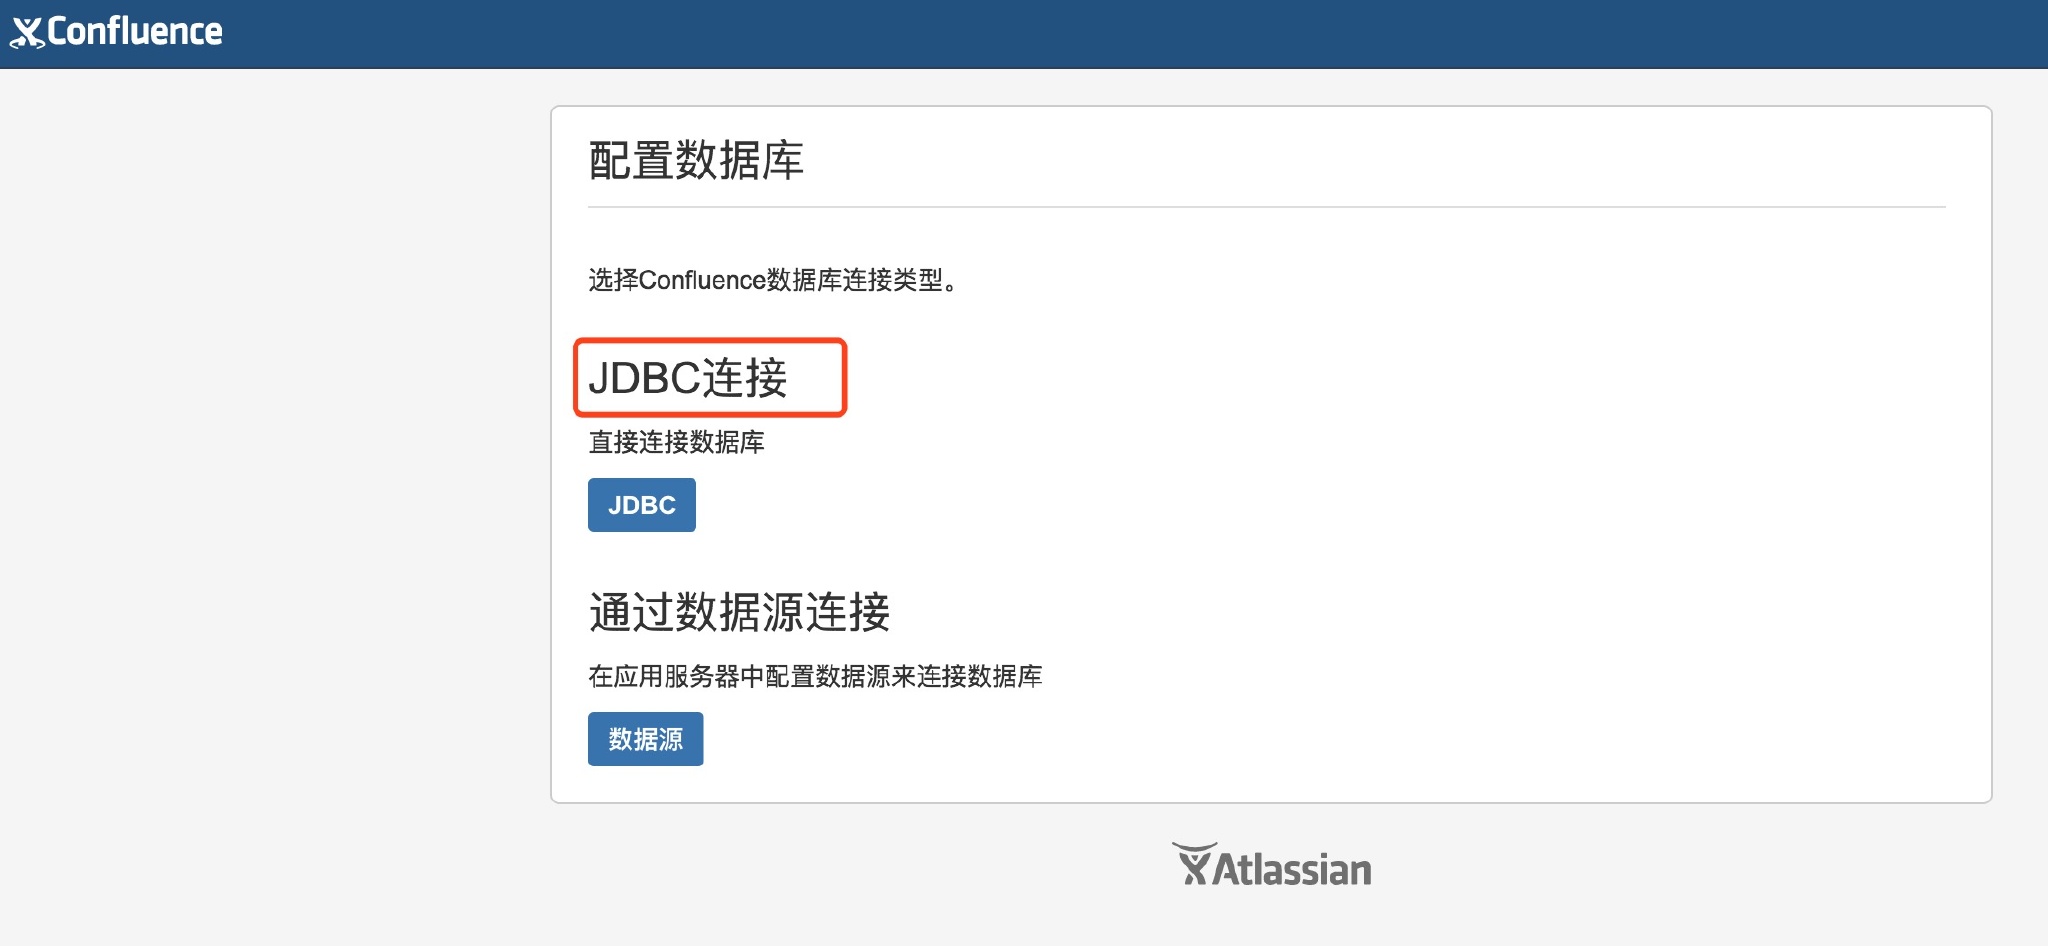 Confluence
配置数据库
选择Confluence数据库连接类型。
JDBC连接
直接连接数据库
JDBC
通过数据源连接
在应用服务器中配置数据源来连接数据库
数据源
Atlassian